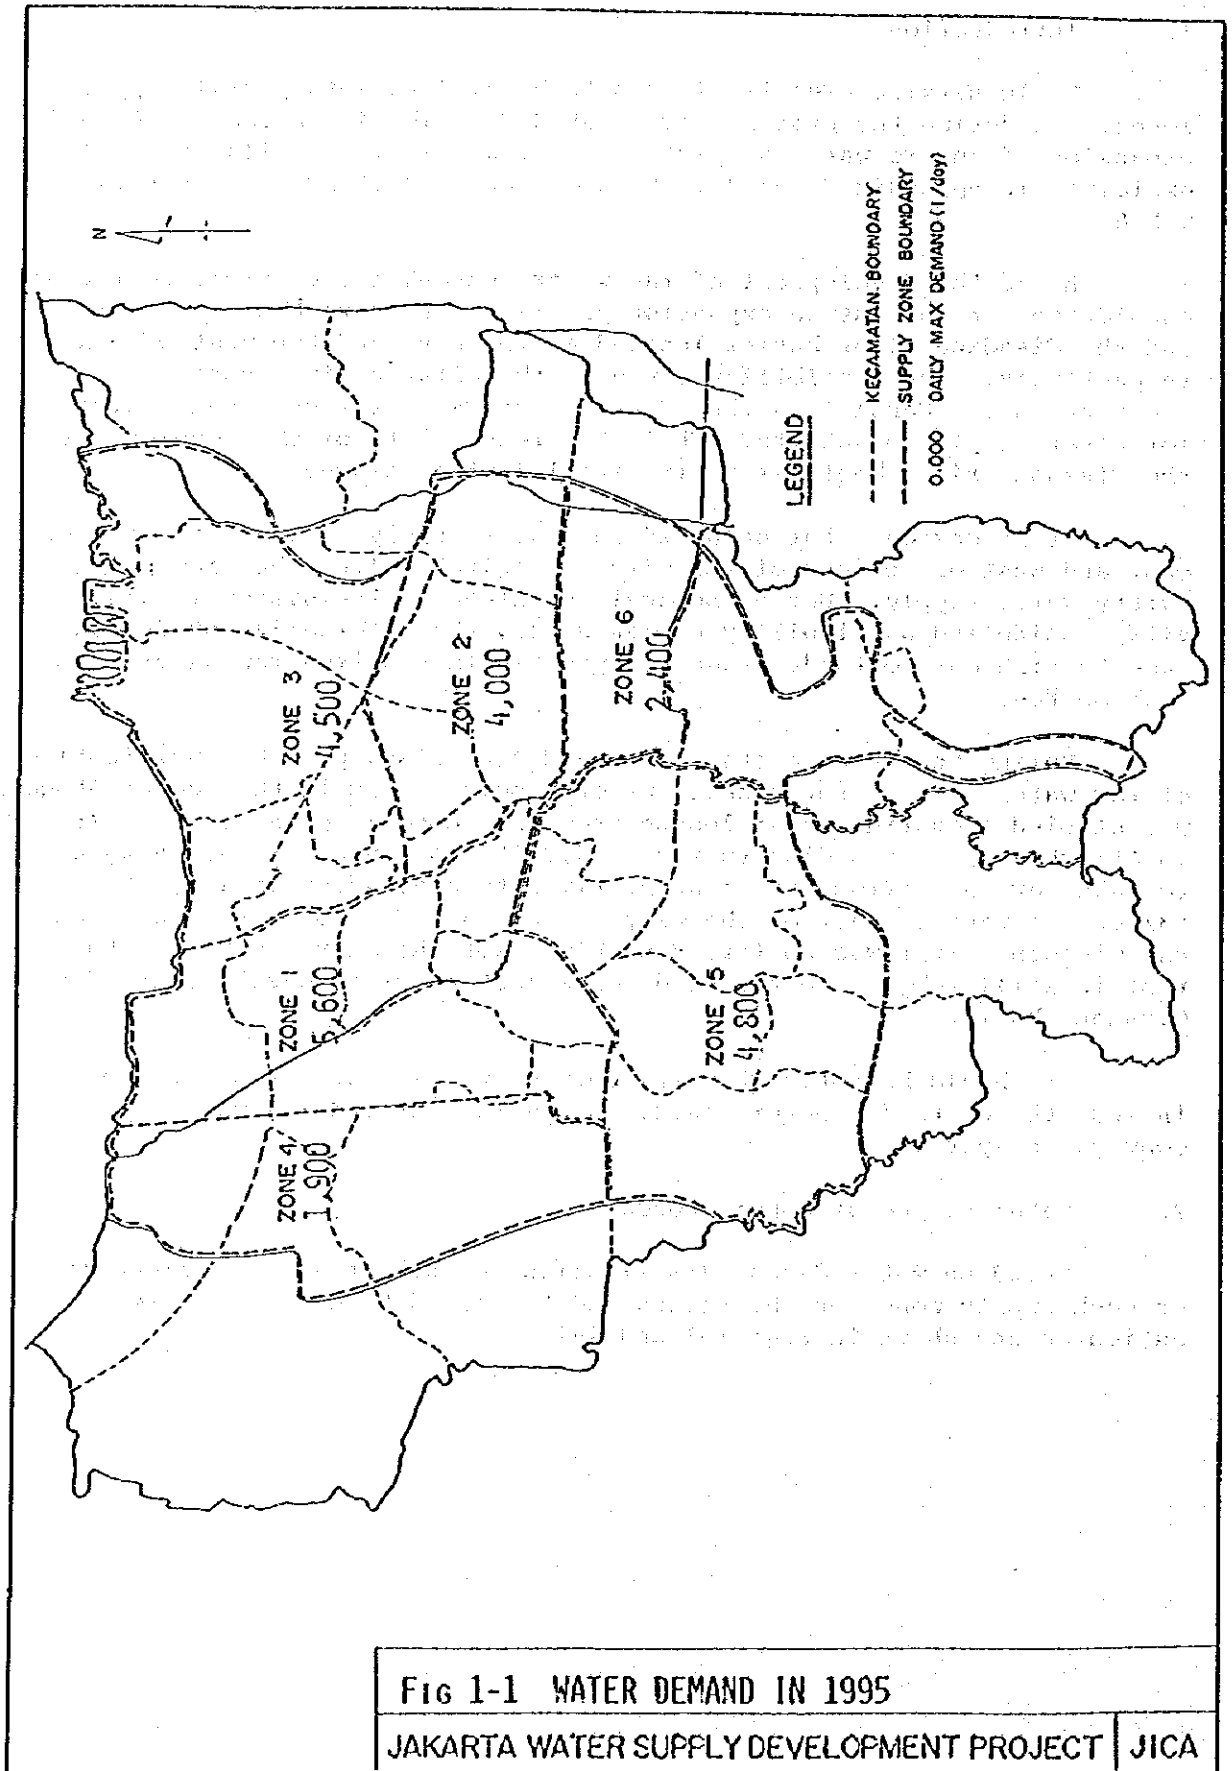 N
ZONE 3
4,500
ZONE 2
4,000
ZONE 6
2,400
ZONE 1
5,600
ZONE 5
4,800
ZONE 4
1,900
LEGEND
KECAMATAN BOUNDARY
SUPPLY ZONE BOUNDARY
0.000 DAILY MAX DEMAND (l/day)
FIG 1-1 WATER DEMAND IN 1995
JAKARTA WATER SUPPLY DEVELOPMENT PROJECT
JICA